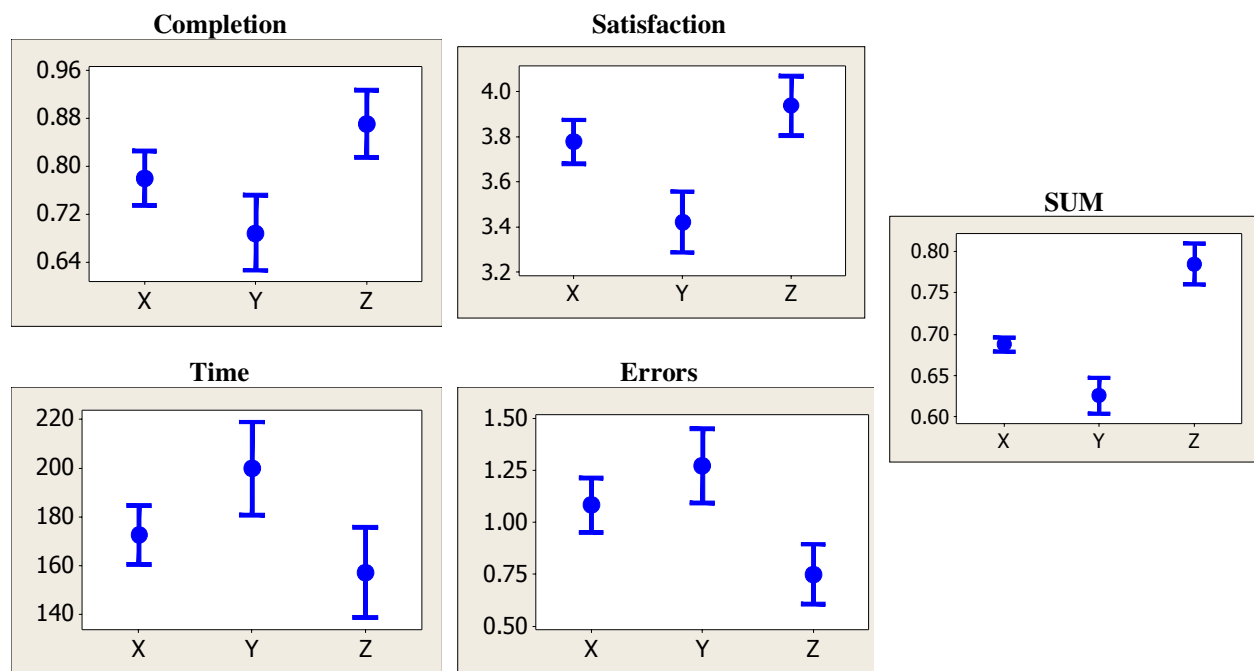 Completion
0.96
0.88
0.80
0.72
0.64
X Y Z
Satisfaction
4.0
3.8
3.6
3.4
3.2
X Y Z
SUM
0.80
0.75
0.70
0.65
0.60
X Y Z
Time
220
200
180
160
140
X Y Z
Errors
1.50
1.25
1.00
0.75
0.50
X Y Z